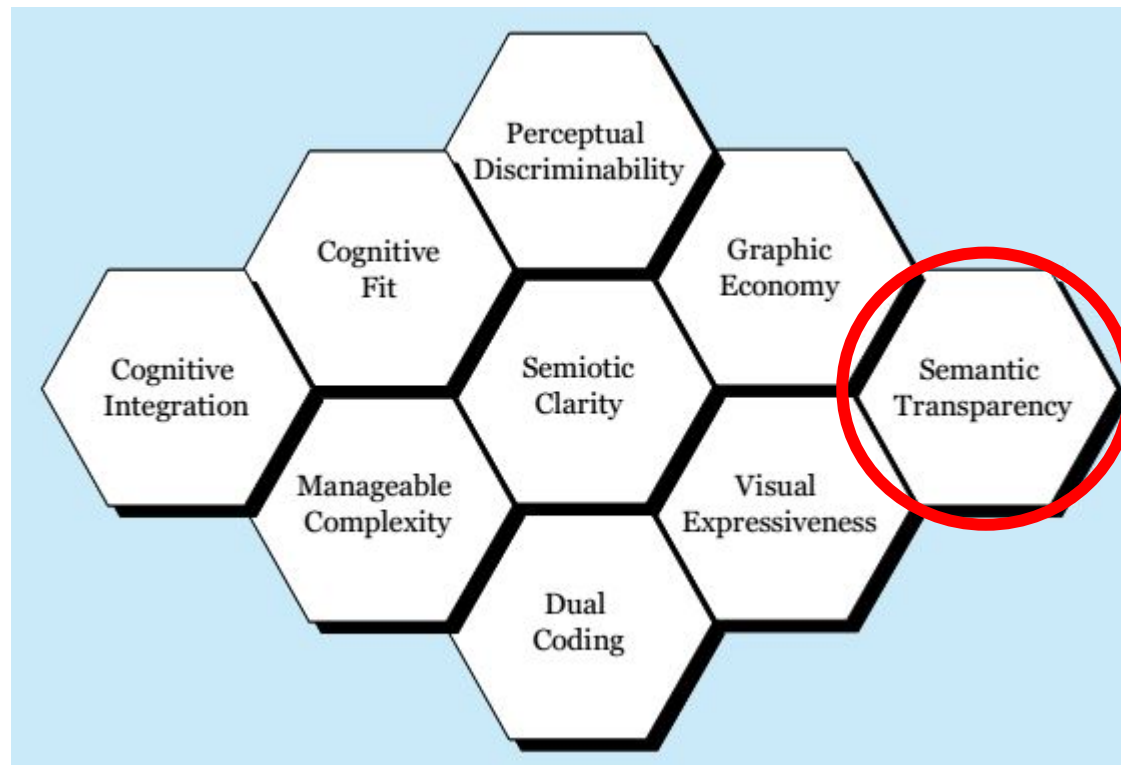 Perceptual
Discriminability
Cognitive
Fit
Graphic
Economy
Cognitive
Integration
Semiotic
Clarity
Semantic
Transparency
Manageable
Complexity
Visual
Expressiveness
Dual
Coding